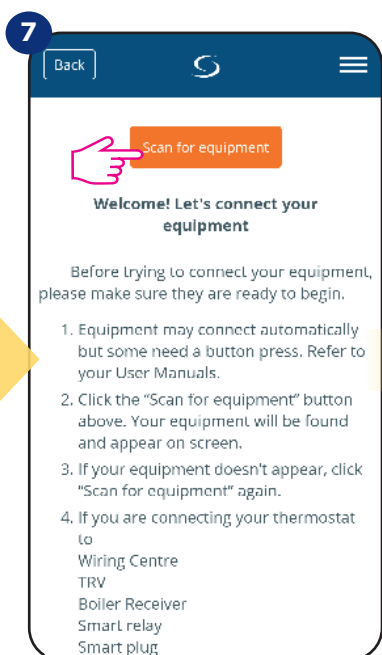 7
Back
Scan for equipment
Welcome! Let's connect your
equipment
Before trying to connect your equipment,
please make sure they are ready to begin.
1. Equipment may connect automatically
but some need a button press. Refer to
your User Manuals.
2. Click the “Scan for equipment” button
above. Your equipment will be found
and appear on screen.
3. If your equipment doesn't appear, click
“Scan for equipment” again.
4. If you are connecting your thermostat
to
Wiring Centre
TRV
Boiler Receiver
Smart relay
Smart plug